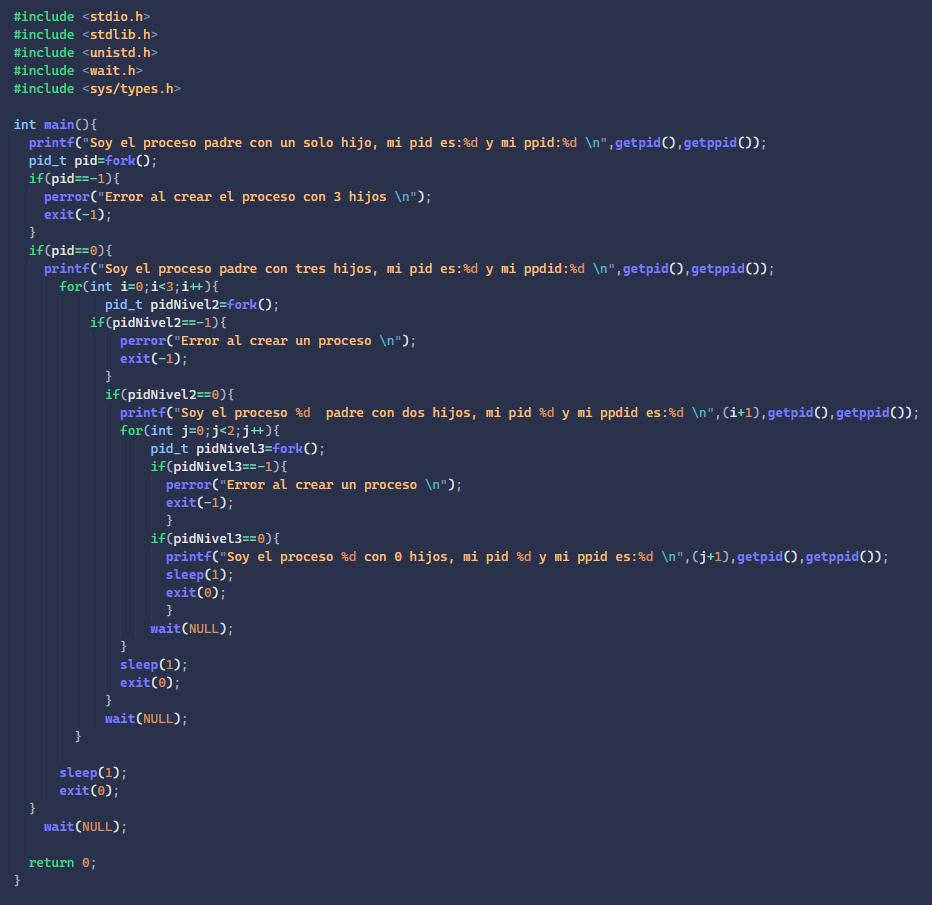 #include <stdio.h>
#include <stdlib.h>
#include <unistd.h>
#include <wait.h>
#include <sys/types.h>
int main(){
printf("Soy el proceso padre con un solo hijo, mi pid es:%d y mi ppid:%d \n",getpid(),getppid());
pid_t pid=fork();
if(pid==-1){
perror("Error al crear el proceso con 3 hijos \n");
exit(-1);
}
if(pid==0){
printf("Soy el proceso padre con tres hijos, mi pid es:%d y mi ppdid:%d \n",getpid(),getppid());
for(int i=0;i<3;i++){
pid_t pidNivel2=fork();
if(pidNivel2==-1){
perror("Error al crear un proceso \n");
exit(-1);
}
if(pidNivel2==0){
printf("Soy el proceso %d  padre con dos hijos, mi pid %d y mi ppdid es:%d \n",(i+1),getpid(),getppid());
for(int j=0;j<2;j++){
pid_t pidNivel3=fork();
if(pidNivel3==-1){
perror("Error al crear un proceso \n");
exit(-1);
}
if(pidNivel3==0){
printf("Soy el proceso %d con 0 hijos, mi pid %d y mi ppid es:%d \n",(j+1),getpid(),getppid());
sleep(1);
exit(0);
}
wait(NULL);
}
sleep(1);
exit(0);
}
wait(NULL);
}
sleep(1);
exit(0);
}
wait(NULL);
return 0;
}